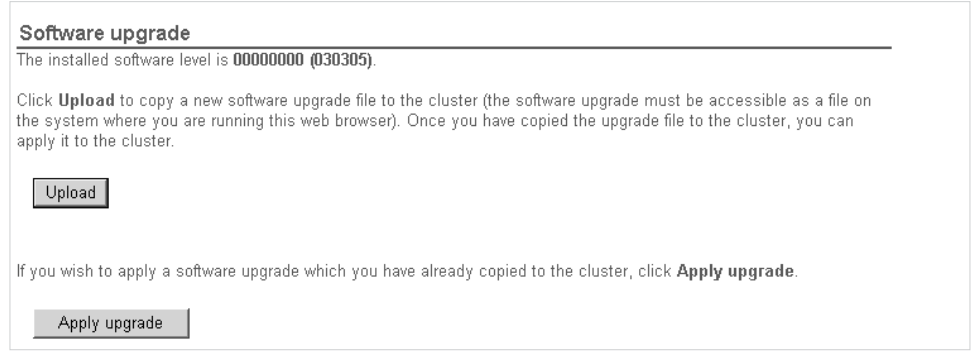 Software upgrade
The installed software level is 00000000 (030305).
Click Upload to copy a new software upgrade file to the cluster (the software upgrade must be accessible as a file on
the system where you are running this web browser). Once you have copied the upgrade file to the cluster, you can
apply it to the cluster.
Upload
If you wish to apply a software upgrade which you have already copied to the cluster, click Apply upgrade.
Apply upgrade